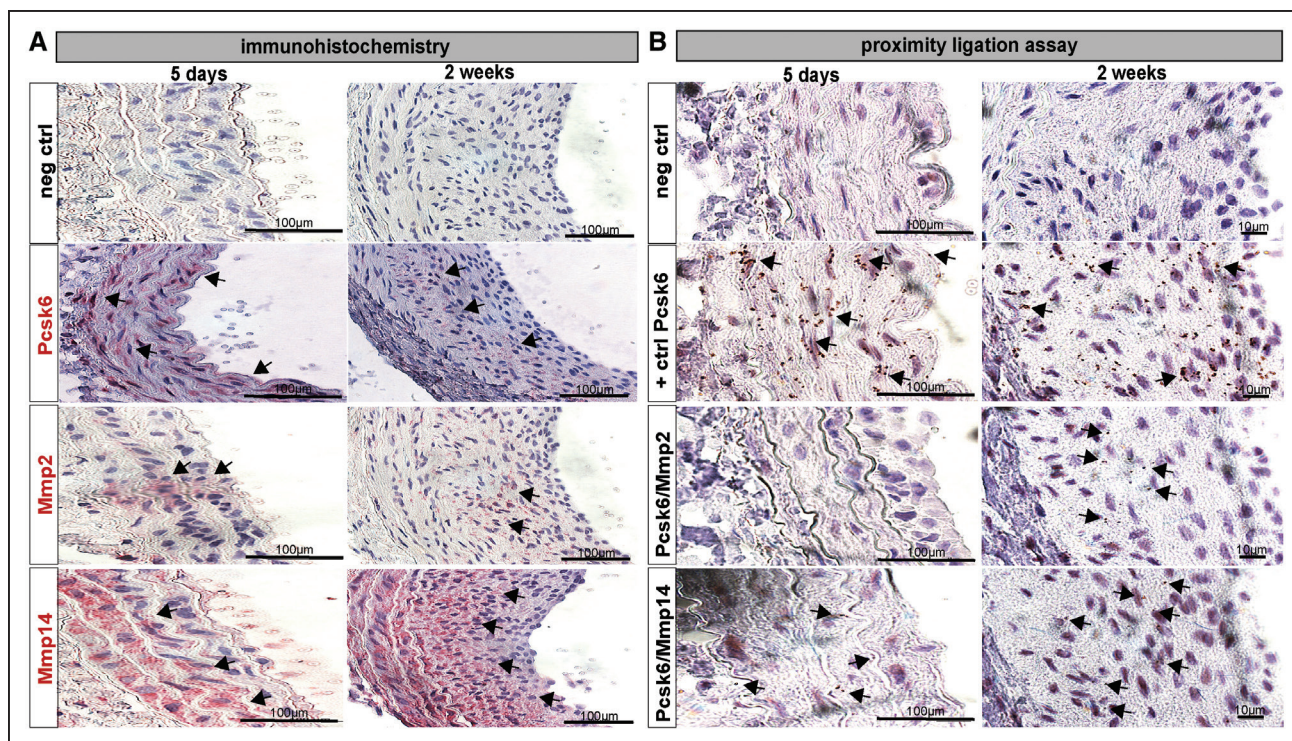 A
immunohistochemistry
5 days
2 weeks
neg ctrl
100µm
100µm
Pcsk6
100µm
100µm
Mmp2
100µm
100µm
Mmp14
100µm
100µm
B
proximity ligation assay
5 days
2 weeks
neg ctrl
100µm
10µm
+ ctrl Pcsk6
100µm
10µm
Pcsk6/Mmp2
100µm
10µm
Pcsk6/Mmp14
100µm
10µm